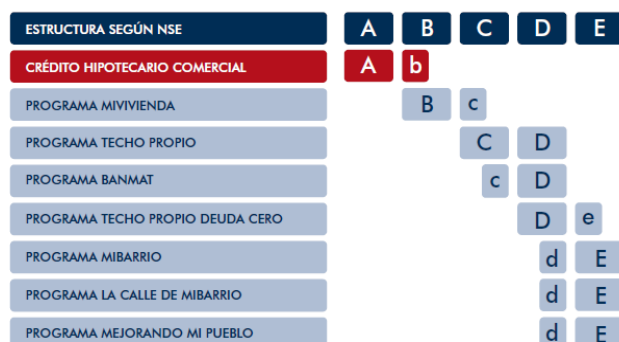 ESTRUCTURA SEGÚN NSE A B C D E
CRÉDITO HIPOTECARIO COMERCIAL A b
PROGRAMA MIVIVIENDA B c
PROGRAMA TECHO PROPIO C D
PROGRAMA BANMAT c D
PROGRAMA TECHO PROPIO DEUDA CERO D e
PROGRAMA MIBARRIO d E
PROGRAMA LA CALLE DE MIBARRIO d E
PROGRAMA MEJORANDO MI PUEBLO d E